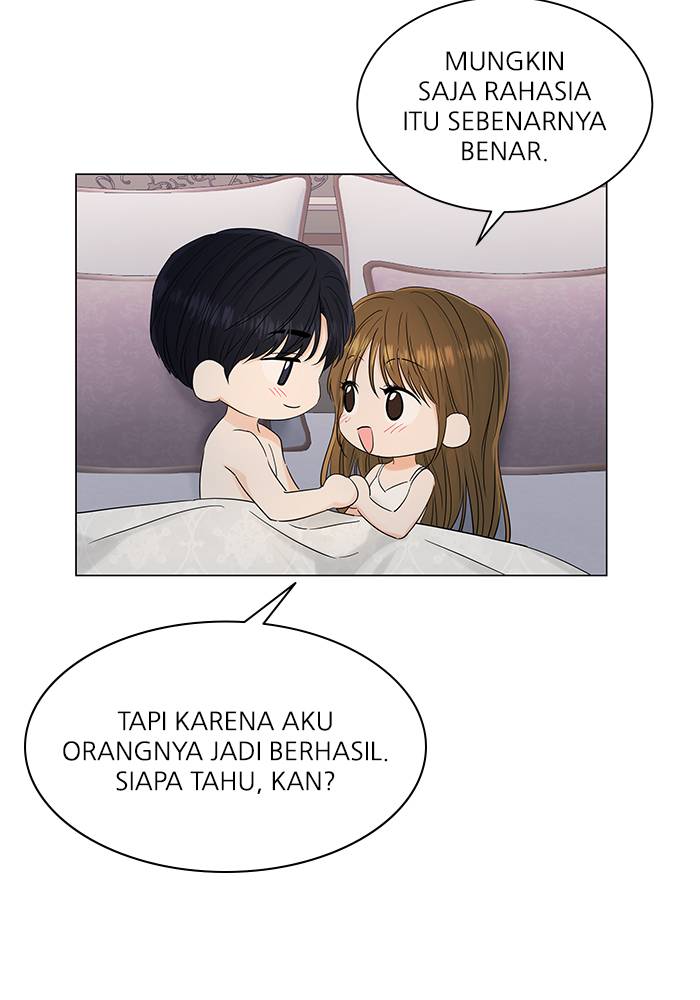 MUNGKIN
SAJA RAHASIA
ITU SEBENARNYA
BENAR.
TAPI KARENA AKU
ORANGNYA JADI BERHASIL.
SIAPA TAHU, KAN?